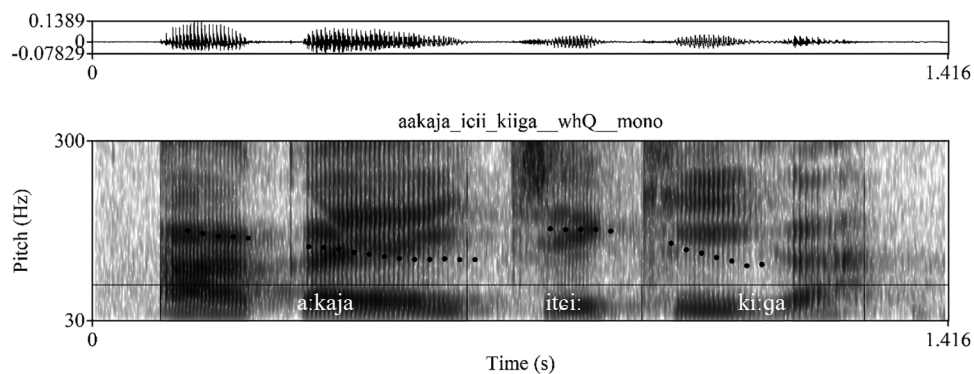 0.1389
0
-0.07829
0 1.416
aakaja_icii_kiiga__whQ__mono
300
Pitch (Hz)
a:kaja itɕi: ki:ga
30
0 1.416
Time (s)